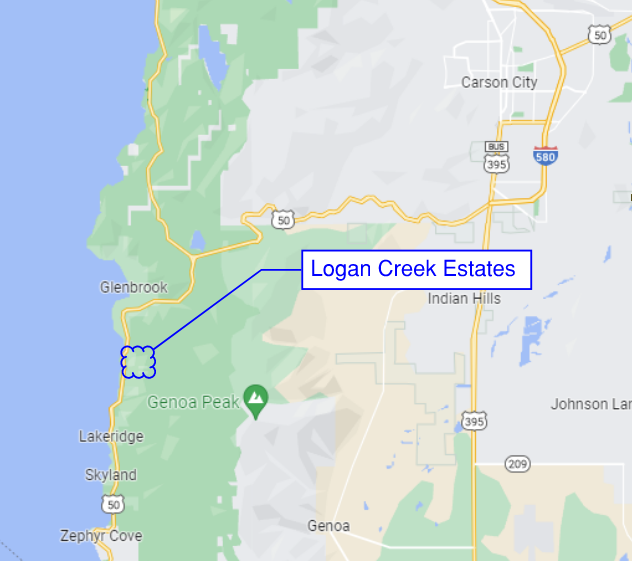 50
Carson City
BUS
395
580
50
Logan Creek Estates
Glenbrook
Indian Hills
Genoa Peak
Johnson Lan
395
Lakeridge
209
Skyland
50
Genoa
Zephyr Cove